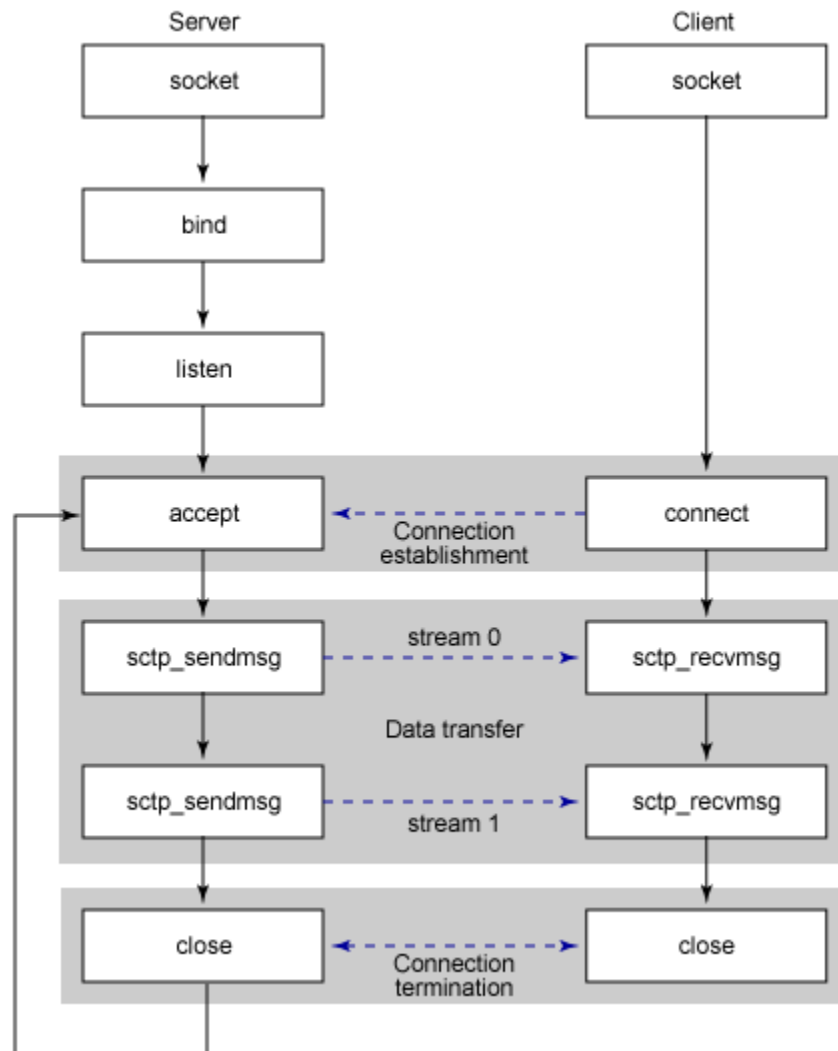 Server
Client
socket
socket
bind
listen
accept
connect
Connection
establishment
sctp_sendmsg
stream 0
sctp_recvmsg
Data transfer
sctp_sendmsg
stream 1
sctp_recvmsg
close
close
Connection
termination